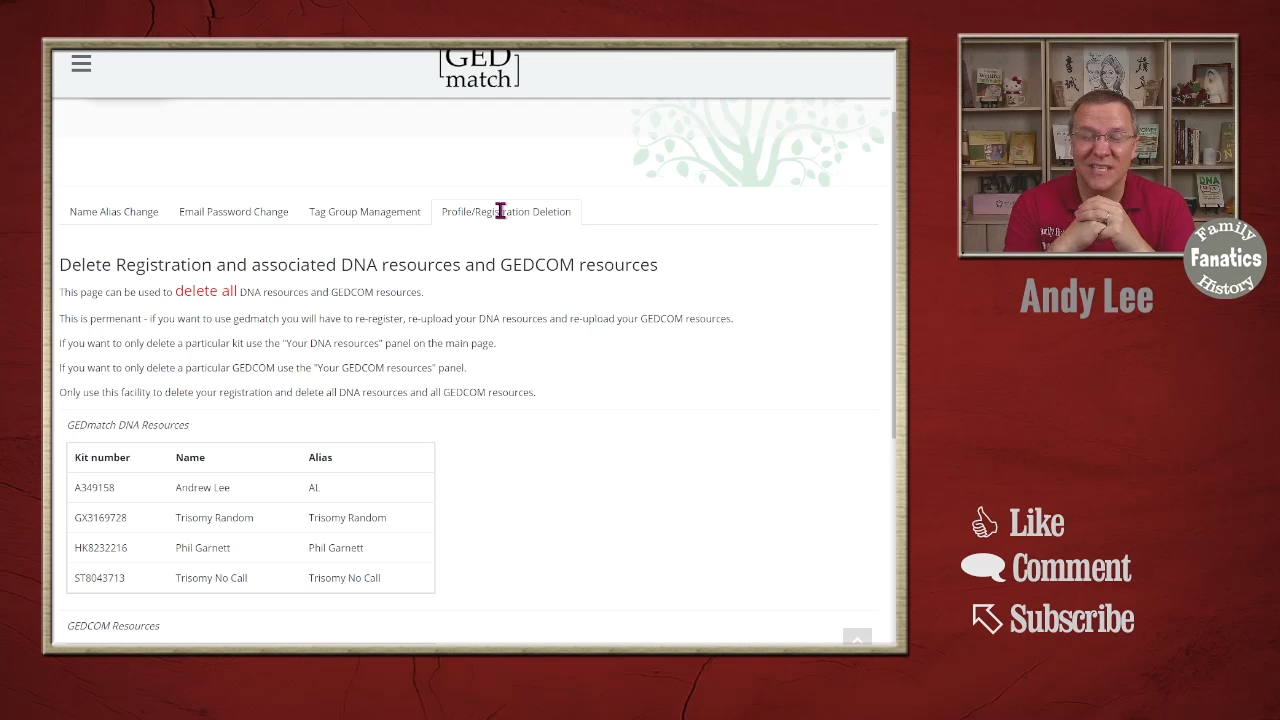 [GED
match]
Name Alias Change
Email Password Change
Tag Group Management
Profile/Registration Deletion
Delete Registration and associated DNA resources and GEDCOM resources
This page can be used to delete all DNA resources and GEDCOM resources.
This is permenant - if you want to use gedmatch you will have to re-register, re-upload your DNA resources and re-upload your GEDCOM resources.
If you want to only delete a particular kit use the "Your DNA resources" panel on the main page.
If you want to only delete a particular GEDCOM use the "Your GEDCOM resources" panel.
Only use this facility to delete your registration and delete all DNA resources and all GEDCOM resources.
GEDmatch DNA Resources
Kit number Name Alias
A349158 Andrew Lee AL
GX3169728 Trisomy Random Trisomy Random
HK8232216 Phil Garnett Phil Garnett
ST8043713 Trisomy No Call Trisomy No Call
GEDCOM Resources
DNA
Family
Fanatics
History
Andy Lee
Like
Comment
Subscribe